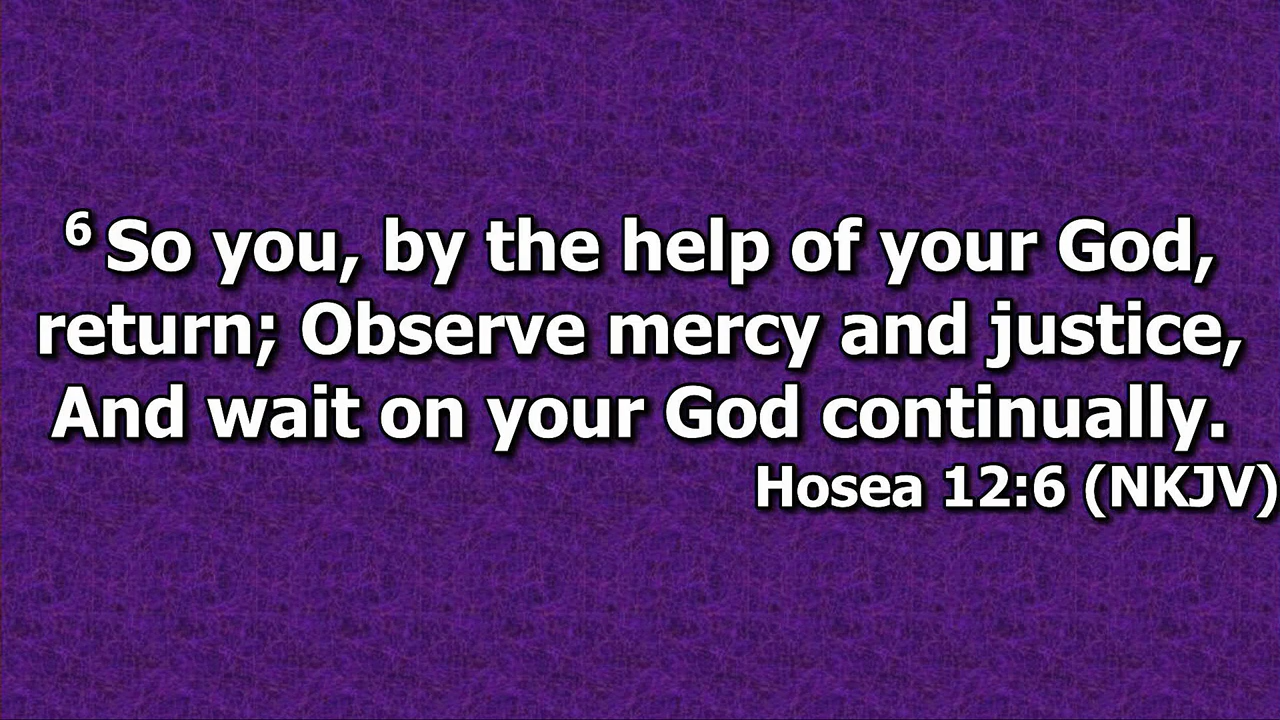 6 So you, by the help of your God,
return; Observe mercy and justice,
And wait on your God continually.
Hosea 12:6 (NKJV)